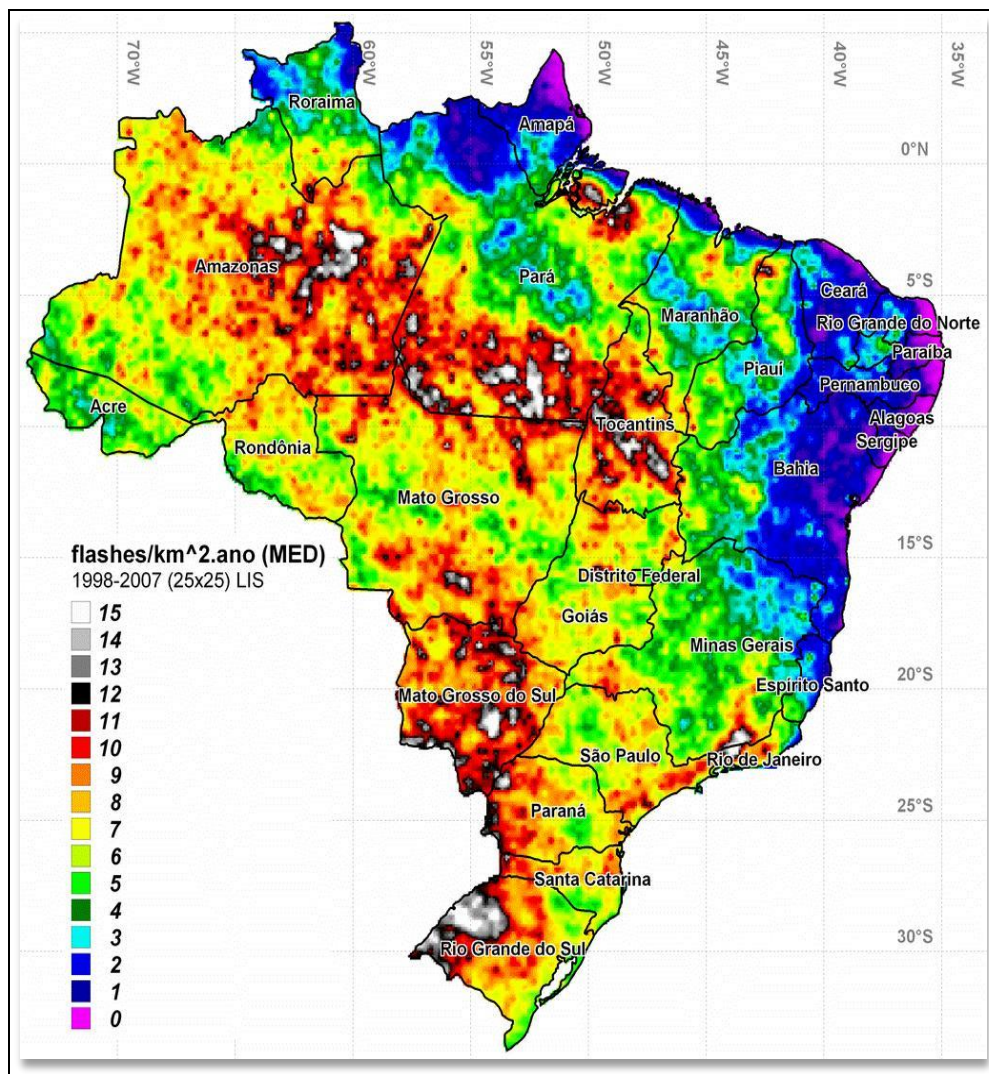 70°W
60°W
55°W
50°W
45°W
40°W
35°W
Roraima
Amapá
0°N
Amazonas
Pará
5°S
Ceará
Maranhão
Rio Grande do Norte
Paraíba
Piauí
Pernambuco
Acre
Tocantins
Alagoas
Sergipe
Rondônia
Bahia
Mato Grosso
flashes/km^2.ano (MED)
15°S
1998-2007 (25x25) LIS
Distrito Federal
15
Goiás
14
13
Minas Gerais
12
Espírito Santo
20°S
11
Mato Grosso do Sul
10
São Paulo
Rio de Janeiro
9
8
Paraná
7
25°S
6
5
Santa Catarina
4
3
Rio Grande do Sul
30°S
2
1
0